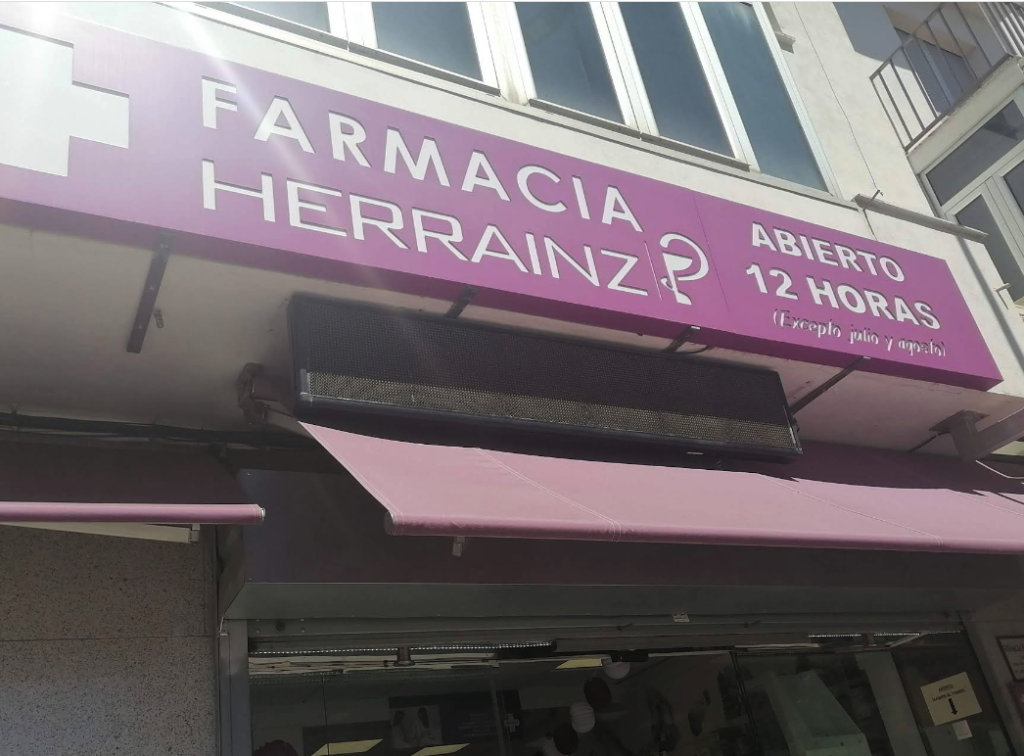 FARMACIA
HERRAINZ
ABIERTO
12 HORAS
(Excepto julio y agosto)